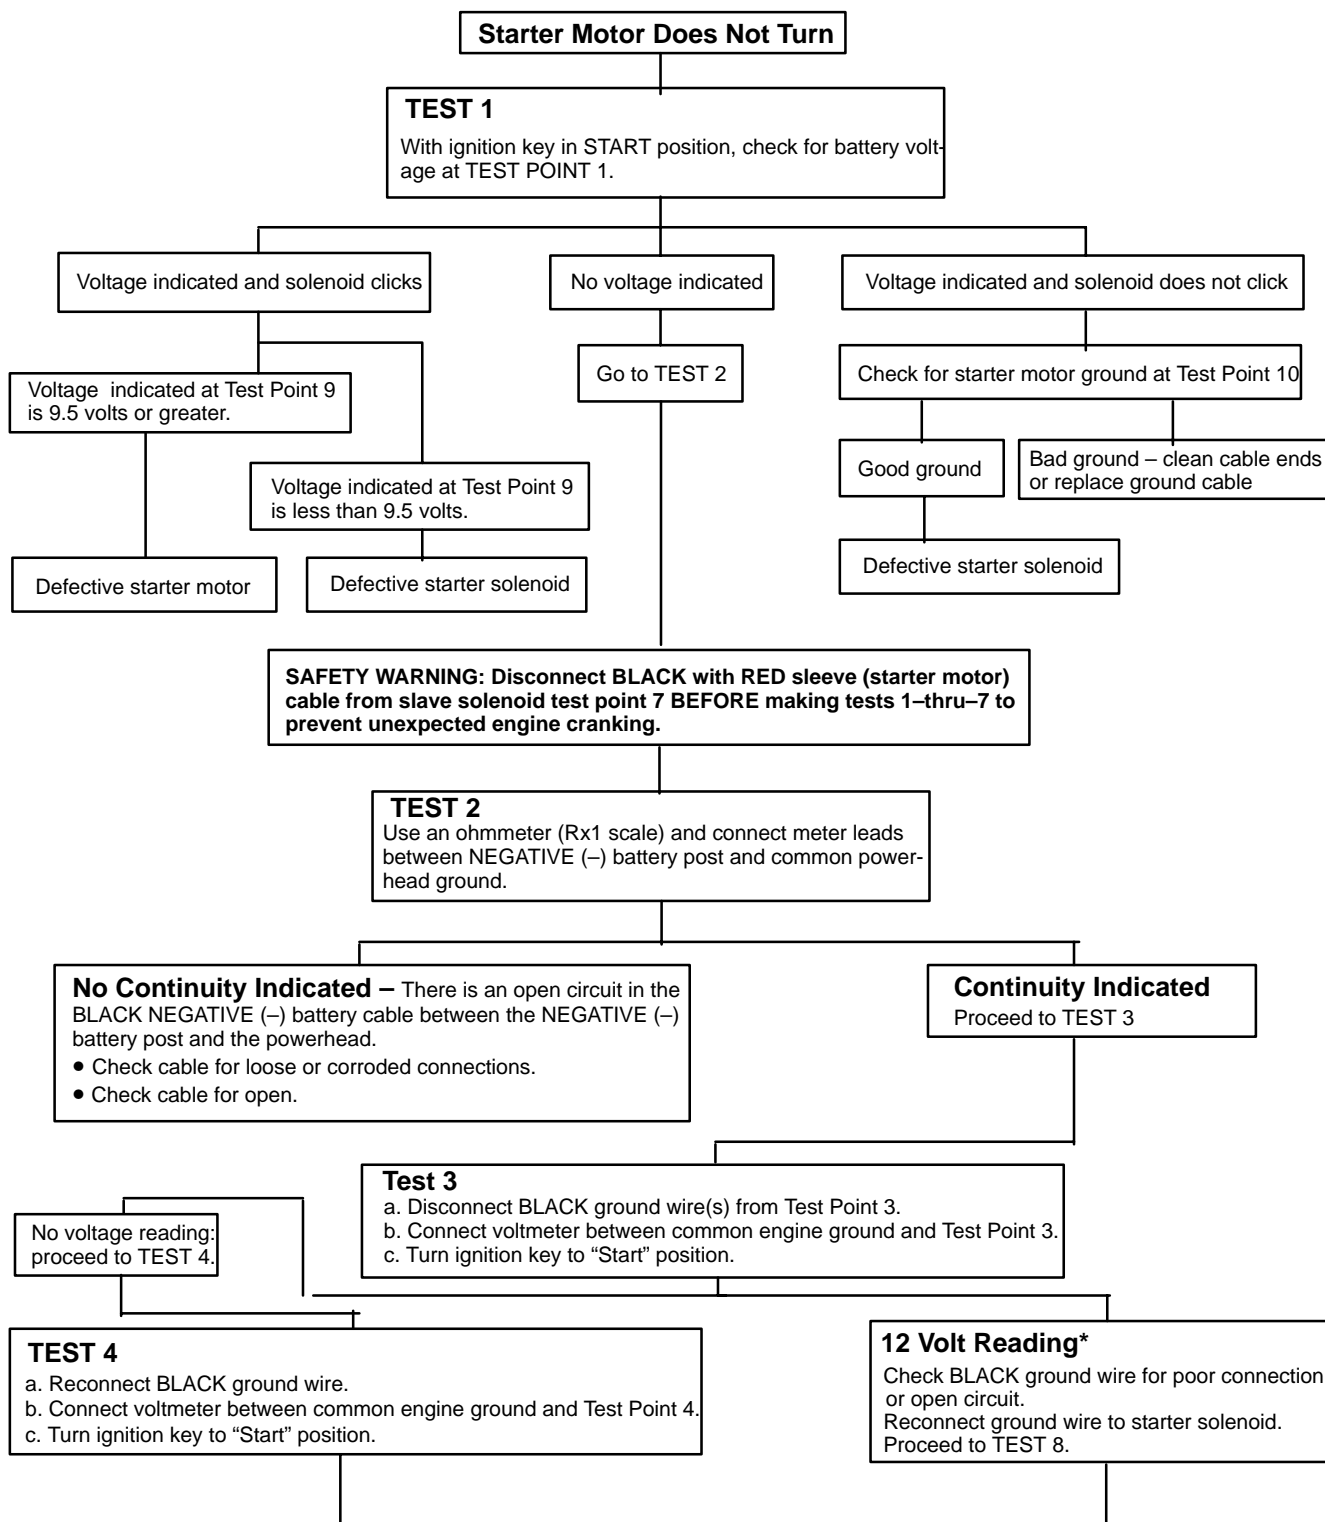 Starter Motor Does Not Turn
TEST 1
With ignition key in START position, check for battery volt-
age at TEST POINT 1.
Voltage indicated and solenoid clicks
No voltage indicated
Voltage indicated and solenoid does not click
Go to TEST 2
Check for starter motor ground at Test Point 10
Voltage indicated at Test Point 9
is 9.5 volts or greater.
Good ground
Bad ground – clean cable ends
or replace ground cable
Voltage indicated at Test Point 9
is less than 9.5 volts.
Defective starter motor
Defective starter solenoid
Defective starter solenoid
SAFETY WARNING: Disconnect BLACK with RED sleeve (starter motor)
cable from slave solenoid test point 7 BEFORE making tests 1–thru–7 to
prevent unexpected engine cranking.
TEST 2
Use an ohmmeter (Rx1 scale) and connect meter leads
between NEGATIVE (–) battery post and common power-
head ground.
No Continuity Indicated – There is an open circuit in the
BLACK NEGATIVE (–) battery cable between the NEGATIVE (–)
battery post and the powerhead.
• Check cable for loose or corroded connections.
• Check cable for open.
Continuity Indicated
Proceed to TEST 3
Test 3
a. Disconnect BLACK ground wire(s) from Test Point 3.
b. Connect voltmeter between common engine ground and Test Point 3.
c. Turn ignition key to “Start” position.
No voltage reading:
proceed to TEST 4.
TEST 4
a. Reconnect BLACK ground wire.
b. Connect voltmeter between common engine ground and Test Point 4.
c. Turn ignition key to “Start” position.
12 Volt Reading*
Check BLACK ground wire for poor connection
or open circuit.
Reconnect ground wire to starter solenoid.
Proceed to TEST 8.